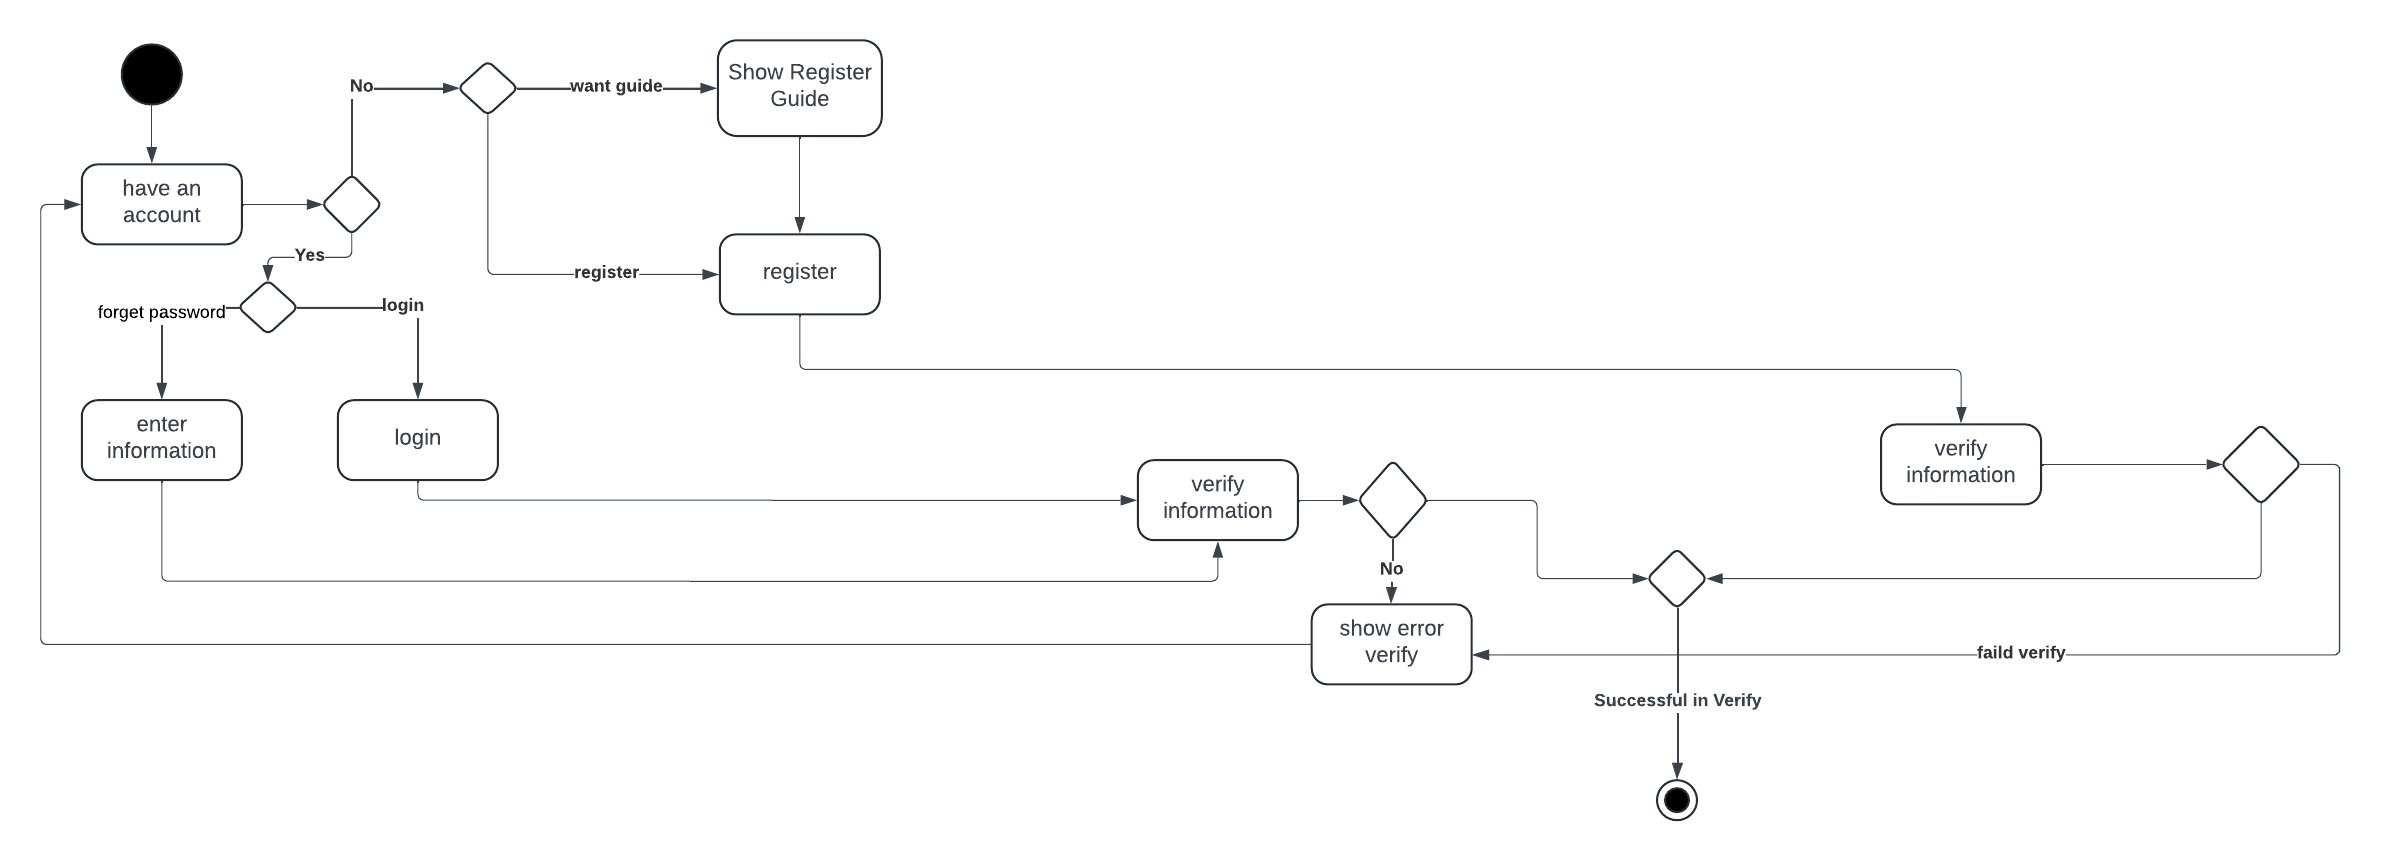 No
want guide
Show Register
Guide
have an
account
Yes
register
register
forget password
login
enter
information
login
verify
information
verify
information
No
show error
verify
faild verify
Successful in Verify